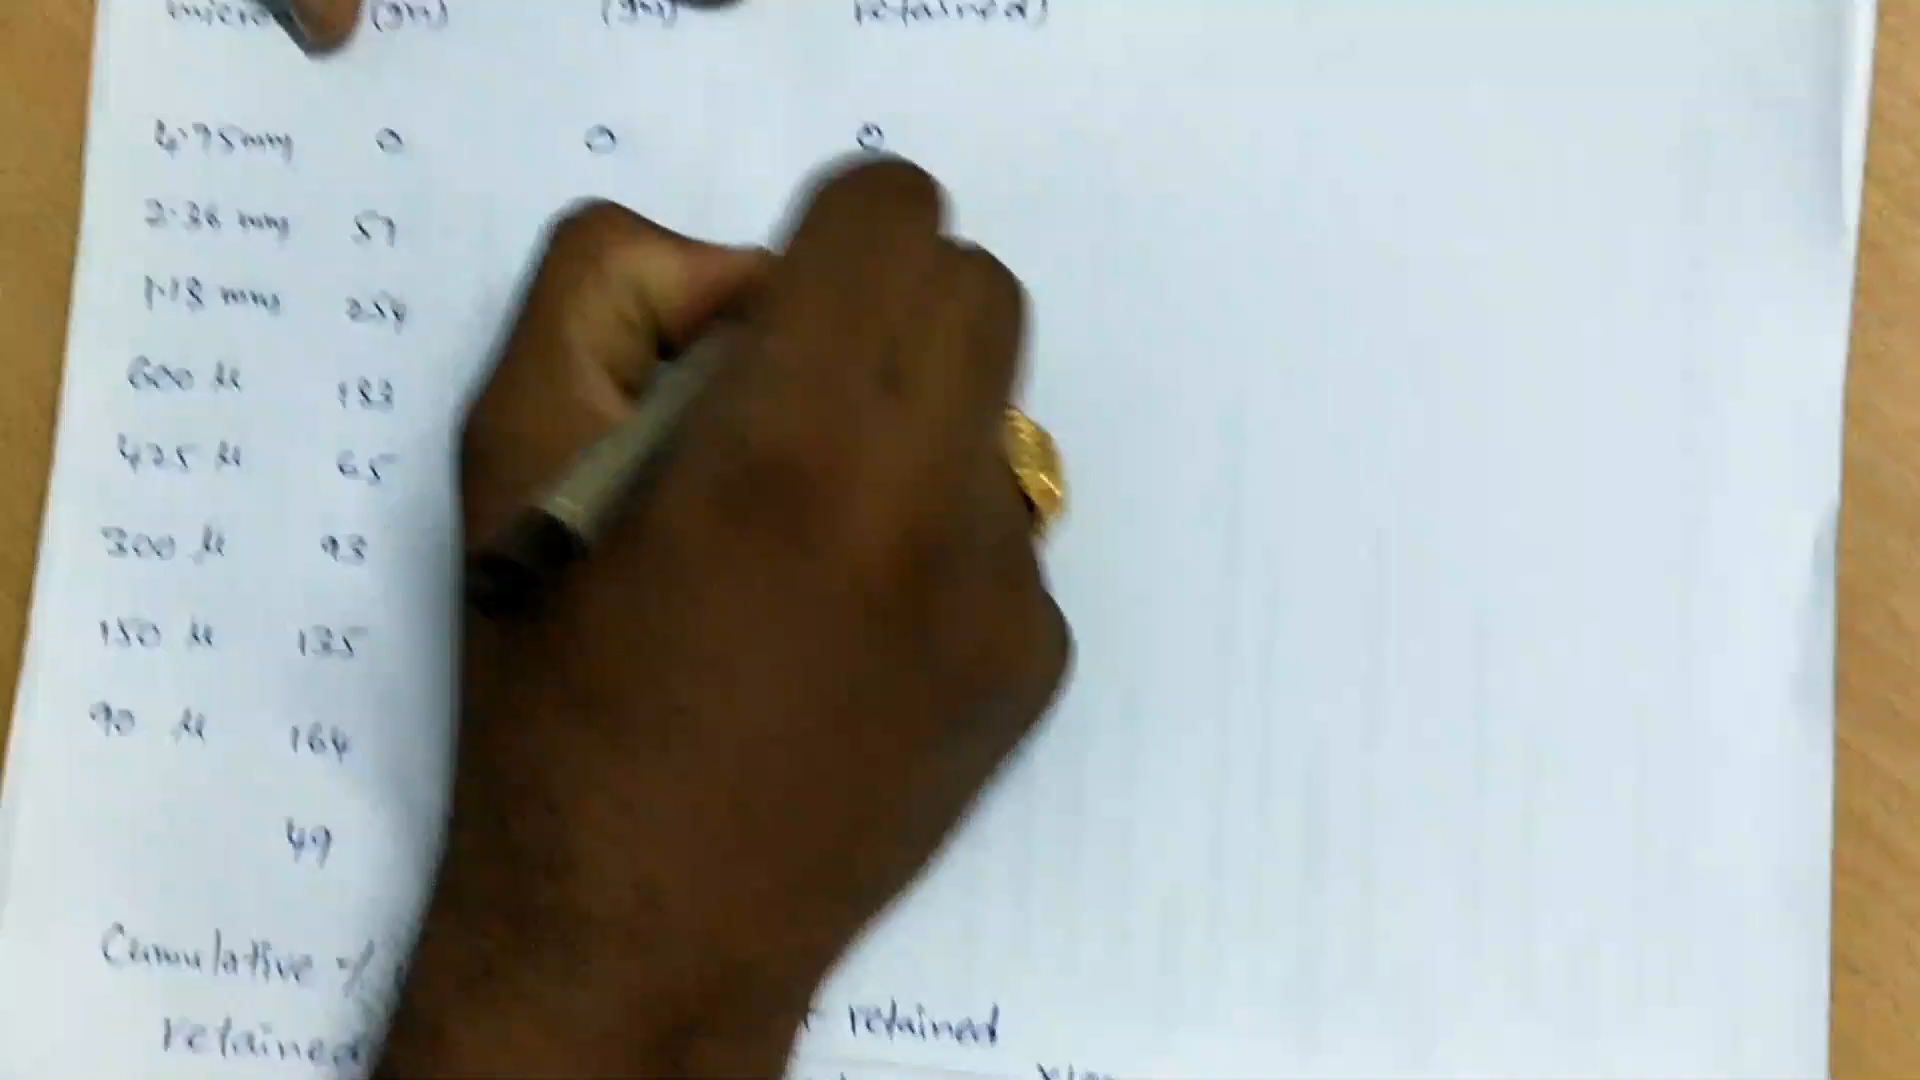 micron (gm) (gm) retained)
4.75mm 0 0 0
2.36 mm 57
1.18 mm 254
600 µ 183
425 µ 65
300 µ 93
150 µ 135
90 µ 164
49
Cumulative %
retained retained